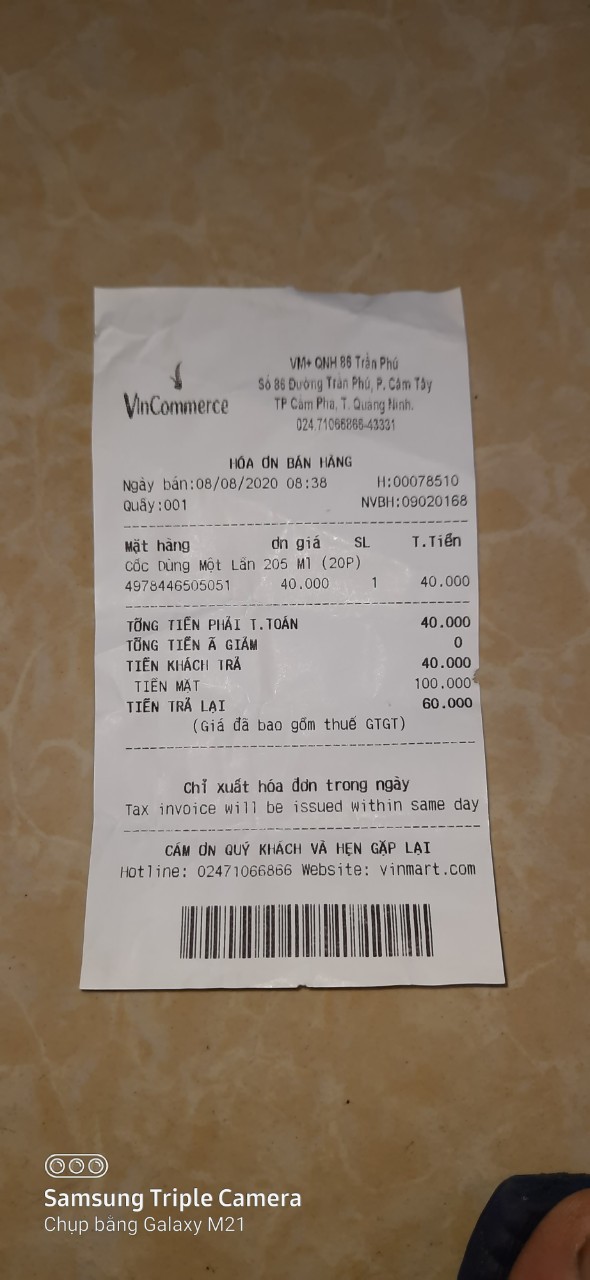 VinCommerce
VM+ QNH 86 Trần Phú
Số 86 Đường Trần Phú, P. Cẩm Tây
TP Cẩm Phả, T. Quảng Ninh.
024.71066866-43331
HÓA ƠN BÁN HÀNG
Ngày bán:08/08/2020 08:38 H:00078510
Quầy:001 NVBH:09020168
Mặt hàng ơn giá SL T.Tiền
Cốc Dùng Một Lần 205 Ml (20P)
4978446505051 40.000 1 40.000
TỔNG TIỀN PHẢI T.TOÁN 40.000
TỔNG TIỀN Ã GIẢM 0
TIỀN KHÁCH TRẢ 40.000
TIỀN MẶT 100.000
TIỀN TRẢ LẠI 60.000
(Giá đã bao gồm thuế GTGT)
Chỉ xuất hóa đơn trong ngày
Tax invoice will be issued within same day
CÁM ƠN QUÝ KHÁCH VÀ HẸN GẶP LẠI
Hotline: 02471066866 Website: vinmart.com
Samsung Triple Camera
Chụp bằng Galaxy M21